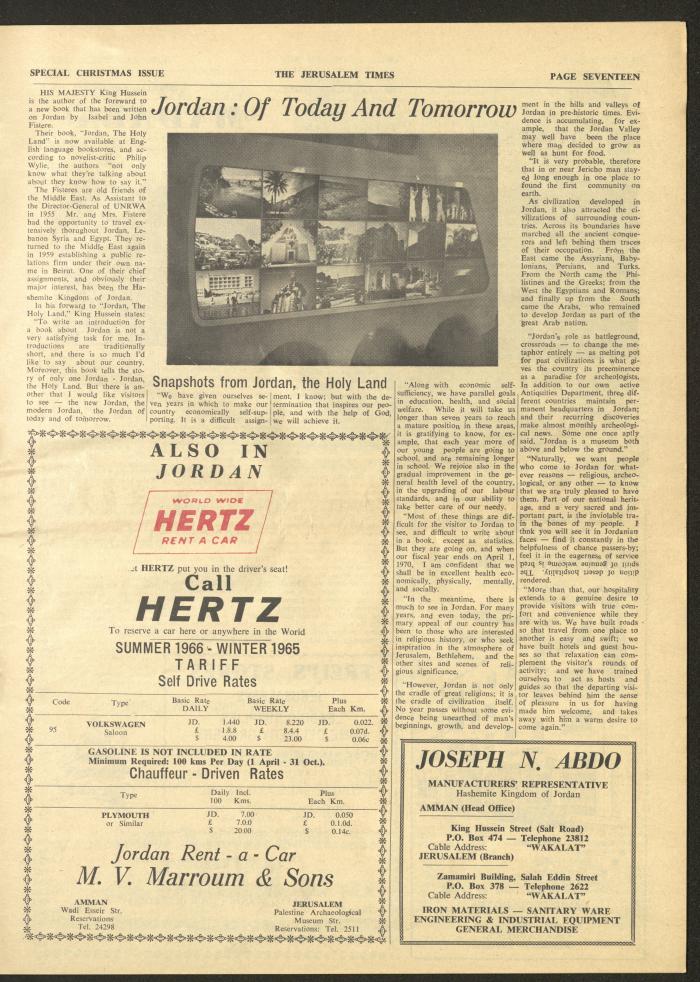 SPECIAL CHRISTMAS ISSUE
THE JERUSALEM TIMES
PAGE SEVENTEEN
Jordan : Of Today And Tomorrow
HIS MAJESTY King Hussein
is the author of the foreward to
a new book that has been written
on Jordan by Isabel and John
Fistere.
Their book, "Jordan, The Holy
Land" is now available at Eng-
lish language bookstores, and ac-
cording to novelist-critic Philip
Wylie, the authors "not only
know what they're talking about
about they know how to say it."
The Fisteres are old friends of
the Middle East. As Assistant to
the Director-General of UNRWA
in 1955 Mr. and Mrs. Fistere
had the opportunity to travel ex-
tensively thorughout Jordan, Le-
banon Syria and Egypt. They re-
turned to the Middle East again
in 1959 establishing a public re-
lations firm under their own na-
me in Beirut. One of their chief
assignments, and obviously their
major interest, has been the Ha-
shemite Kingdom of Jordan.
In his forward to "Jordan, The
Holy Land," King Hussein states:
"To write an introduction for
a book about Jordan is not a
very satisfying task for me. In-
troductions are traditionally
short, and there is so much I'd
like to say about our country.
Moreover, this book tells the sto-
ry of only one Jordan - Jordan,
the Holy Land. But there is an-
other that I would like visitors
to see — the new Jordan, the
modern Jordan, the Jordan of
today and of tomorrow.
Snapshots from Jordan, the Holy Land
"We have given ourselves se-
ven years in which to make our
country economically self-sup-
porting. It is a difficult assign-
ment, I know; but with the de-
termination that inspires our peo-
ple, and with the help of God,
we will achieve it.
"Along with economic self-
sufficiency, we have parallel goals
in education, health, and social
welfare. While it will take us
longer than seven years to reach
a mature position in these areas,
it is gratifying to know, for ex-
ample, that each year more of
our young people are going to
school, and are remaining longer
in school. We rejoice also in the
gradual improvement in the ge-
neral health level of the country,
in the upgrading of our labour
standards, and in our ability to
take better care of our needy.
"Most of these things are dif-
ficult for the visitor to Jordan to
see, and difficult to write about
in a book, except as statistics.
But they are going on, and when
our fiscal year ends on April 1,
1970, I am confident that we
shall be in excellent health eco-
nomically, physically, mentally,
and socially.
"In the meantime, there is
much to see in Jordan. For many
years, and even today, the pri-
mary appeal of our country has
been to those who are interested
in religious history, or who seek
inspiration in the atmosphere of
Jerusalem, Bethlehem, and the
other sites and scenes of reli-
gious significance.
"However, Jordan is not only
the cradle of great religions; it is
the cradle of civilization itself.
No year passes without some evi-
dence being unearthed of man's
beginnings, growth, and develop-
ment in the hills and valleys of
Jordan in pre-historic times. Evi-
dence is accumulating, for ex-
ample, that the Jordan Valley
may well have been the place
where man decided to grow as
well as hunt for food.
"It is very probable, therefore
that in or near Jericho man stay-
ed long enough in one place to
found the first community on
earth.
As civilization developed in
Jordan, it also attracted the ci-
vilizations of surrounding coun-
tries. Across its boundaries have
marched all the ancient conque-
rors and left behing them traces
of their occupation. From the
East came the Assyrians, Baby-
lonians, Persians, and Turks.
From the North came the Phi-
listines and the Greeks; from the
West the Egyptians and Romans;
and finally up from the South
came the Arabs, who remained
to develop Jordan as part of the
great Arab nation.
"Jordan's role as battleground,
crossroads — to change the me-
taphor entirely — as melting pot
for past civilizations is what gi-
ves the country its preeminence
as a paradise for archeologists.
In addition to our own active
Antiquities Department, three dif-
ferent countries maintain per-
manent headquarters in Jordan;
and their recurring discoveries
make almost monthly archeologi-
cal news. Some one once aptly
said, "Jordan is a museum both
above and below the ground."
"Naturally, we want people
who come to Jordan for what-
ever reasons — religious, archeo-
logical, or any other — to know
that we are truly pleased to have
them. Part of our national herit-
age, and a very sacred and im-
portant part, is the inviolable tra-
in the bones of my people. I
thnk you will see it in Jordanian
faces — find it constantly in the
helpfulness of chance passers-by;
feel it in the eagerness of service
and in genuine welcome is bred
dition of desert hospitality. The
rendered.
"More than that, our hospitality
extends to a genuine desire to
provide visitors with true com-
fort and convenience while they
are with us. We have built roads
so that travel from one place to
another is easy and swift; we
have built hotels and guest hou-
ses so that relaxation can com-
plement the visitor's rounds of
activity; and we have trained
ourselves to act as hosts and
guides so that the departing visi-
tor leaves behind him the sense
of pleasure in us for having
made him welcome, and takes
away with him a warm desire to
come again."
ALSO IN
JORDAN
WORLD WIDE
HERTZ
RENT A CAR
HERTZ put you in the driver's seat!
Call
HERTZ
To reserve a car here or anywhere in the World
SUMMER 1966 - WINTER 1965
TARIFF
Self Drive Rates
Code Type Basic Rate DAILY Basic Rate WEEKLY Plus Each Km.
95 VOLKSWAGEN Saloon JD. 1.440 JD. 8.220 JD. 0.022.
£ 1.8.8 £ 8.4.4 £ 0.07d.
$ 4.00 $ 23.00 $ 0.06c
GASOLINE IS NOT INCLUDED IN RATE
Minimum Required: 100 kms Per Day (1 April - 31 Oct.).
Chauffeur - Driven Rates
Type Daily Incl. 100 Kms. Plus Each Km.
PLYMOUTH or Similar JD. 7.00 JD. 0.050
£ 7.0.0 £ 0.1.0d.
$ 20.00 $ 0.14c.
Jordan Rent - a - Car
M. V. Marroum & Sons
AMMAN
Wadi Esseir Str.
Reservations
Tel. 24298
JERUSALEM
Palestine Archaeological
Museum Str.
Reservations: Tel. 2511
JOSEPH N. ABDO
MANUFACTURERS' REPRESENTATIVE
Hashemite Kingdom of Jordan
AMMAN (Head Office)
King Hussein Street (Salt Road)
P.O. Box 474 — Telephone 23812
Cable Address: "WAKALAT"
JERUSALEM (Branch)
Zamamiri Building, Salah Eddin Street
P.O. Box 378 — Telephone 2622
Cable Address: "WAKALAT"
IRON MATERIALS — SANITARY WARE
ENGINEERING & INDUSTRIAL EQUIPMENT
GENERAL MERCHANDISE